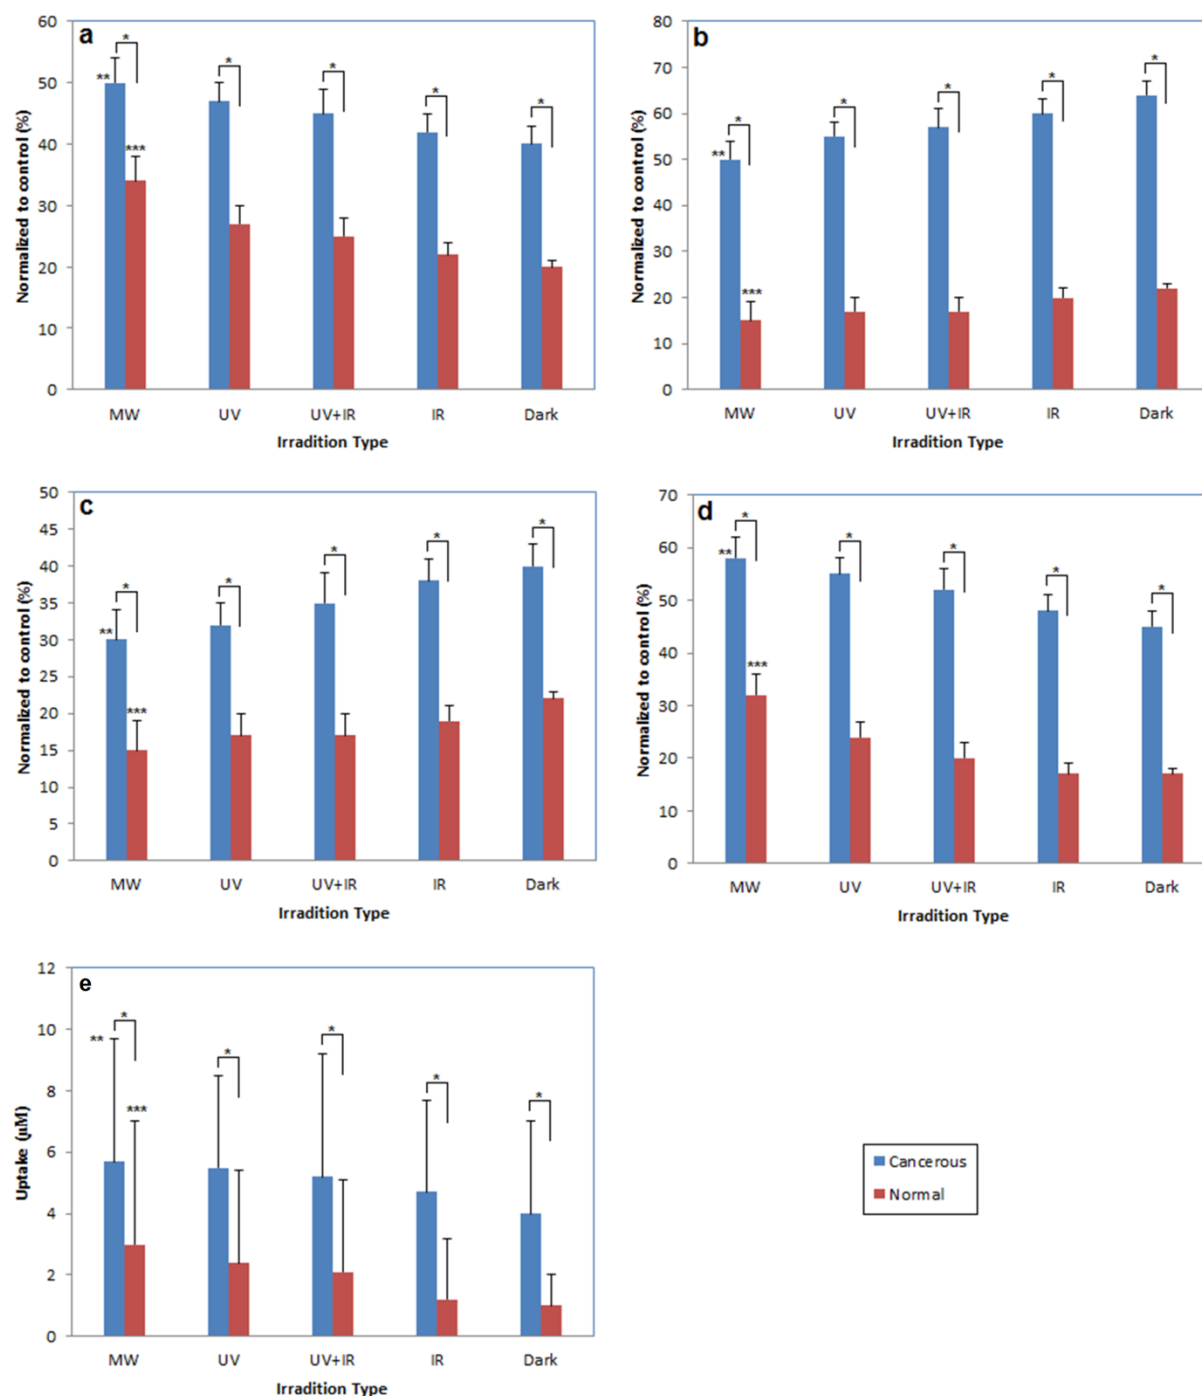 a
60
50
40
30
20
10
0
Normalized to control (%)
* * * * *
**
***
MW UV UV+IR IR Dark
Irradition Type
b
80
70
60
50
40
30
20
10
0
Normalized to control (%)
* * * * *
**
***
MW UV UV+IR IR Dark
Irradition Type
c
50
45
40
35
30
25
20
15
10
5
0
Normalized to control (%)
* * * * *
**
***
MW UV UV+IR IR Dark
Irradition Type
d
70
60
50
40
30
20
10
0
Normalized to control (%)
* * * * *
**
***
MW UV UV+IR IR Dark
Irradition Type
e
12
10
8
6
4
2
0
Uptake (µM)
* * * * *
**
***
MW UV UV+IR IR Dark
Irradition Type
Cancerous
Normal